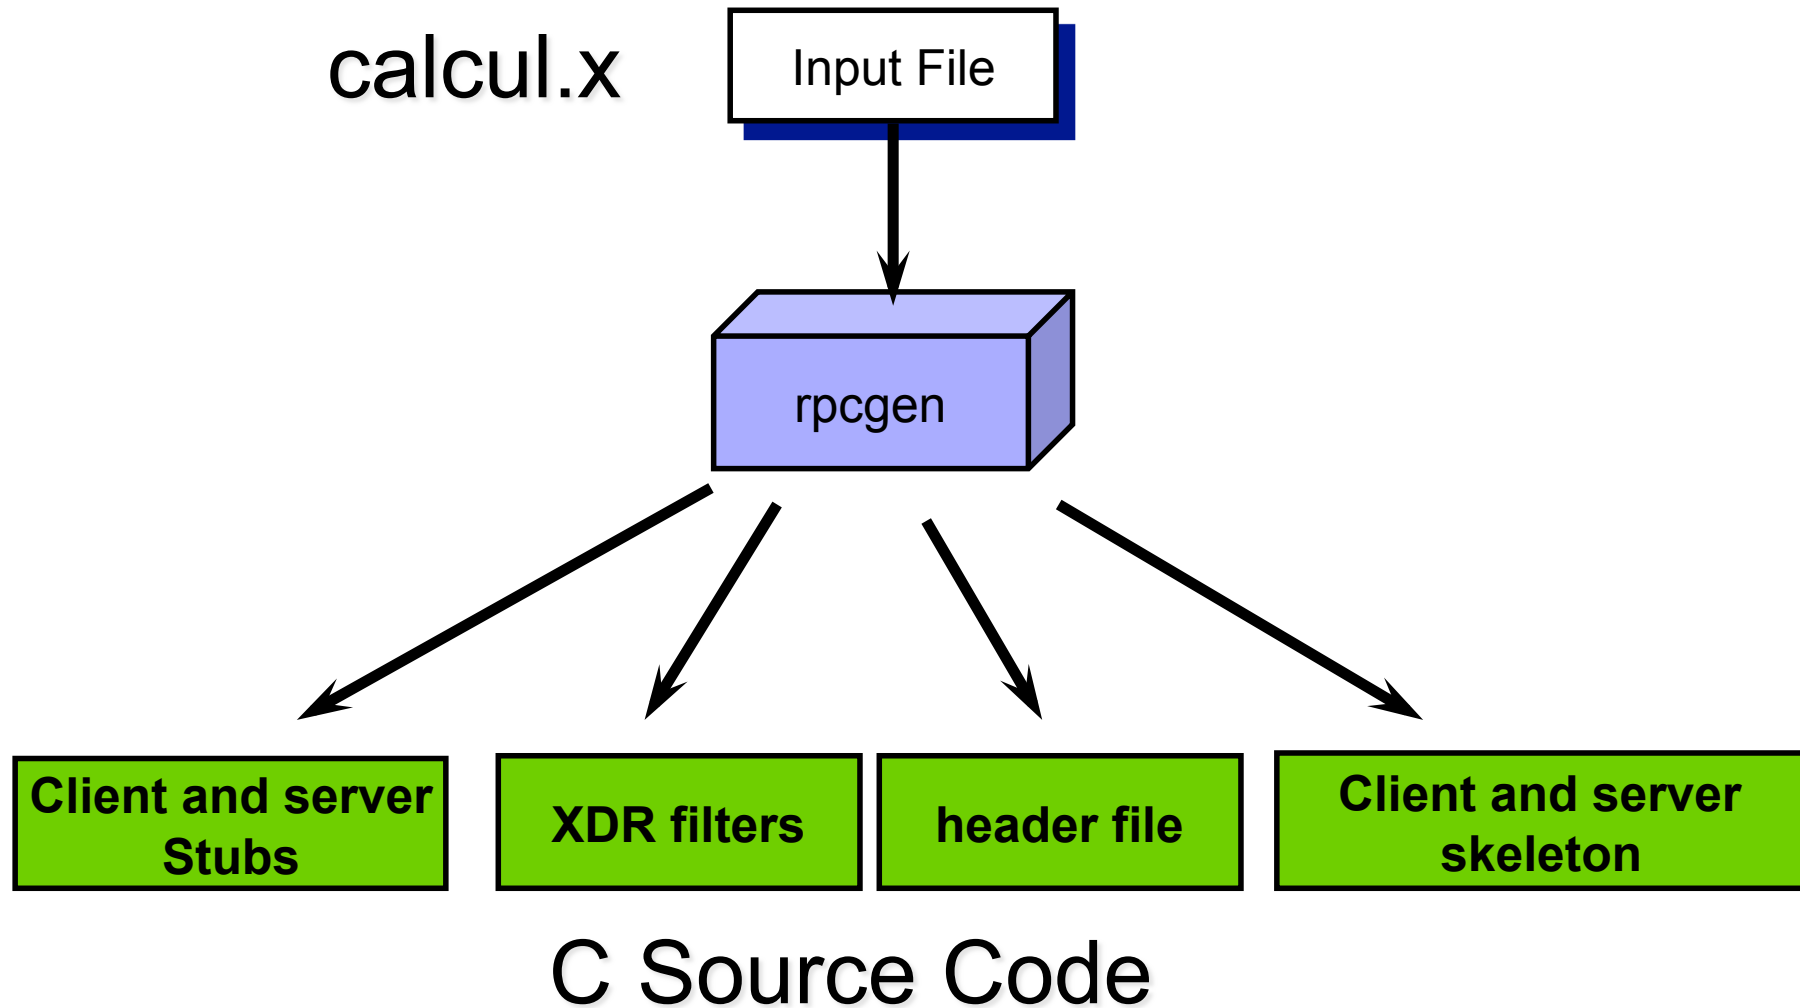 calcul.x
Input File
rpcgen
Client and server
Stubs
XDR filters
header file
Client and server
skeleton
C Source Code